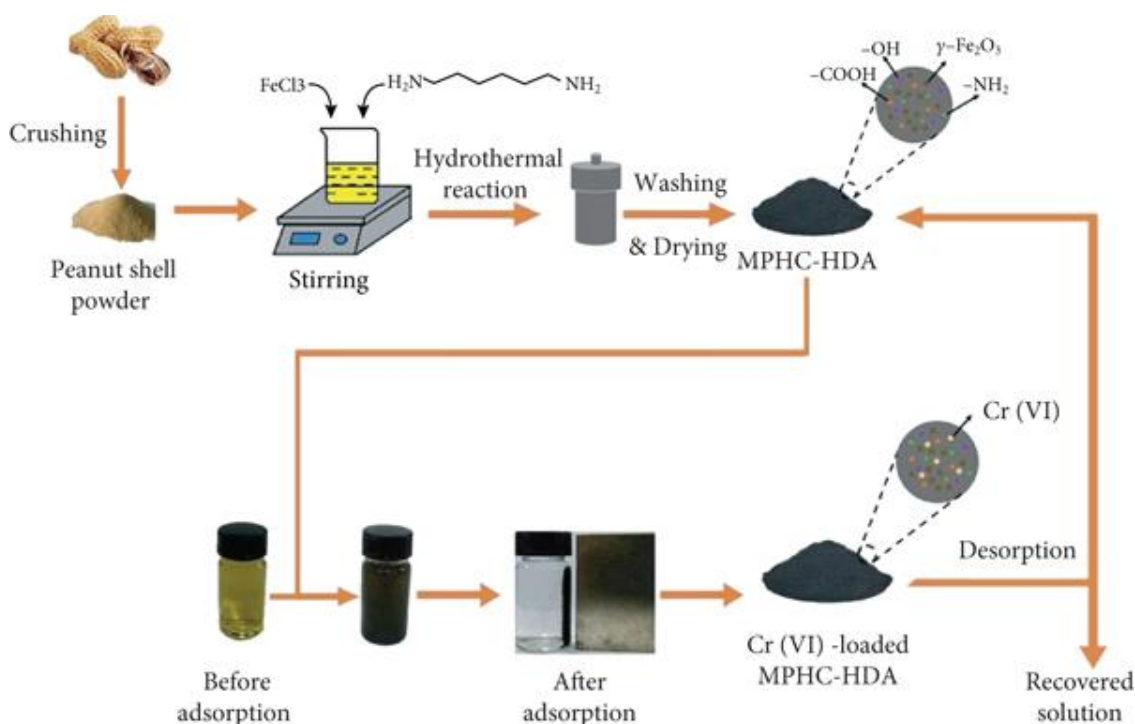 Crushing
Peanut shell
powder
FeCl3
H₂N
NH₂
Stirring
Hydrothermal
reaction
Washing
& Drying
–OH
γ–Fe₂O₃
–COOH
–NH₂
MPHC-HDA
Before
adsorption
After
adsorption
Cr (VI)
Cr (VI) -loaded
MPHC-HDA
Desorption
Recovered
solution